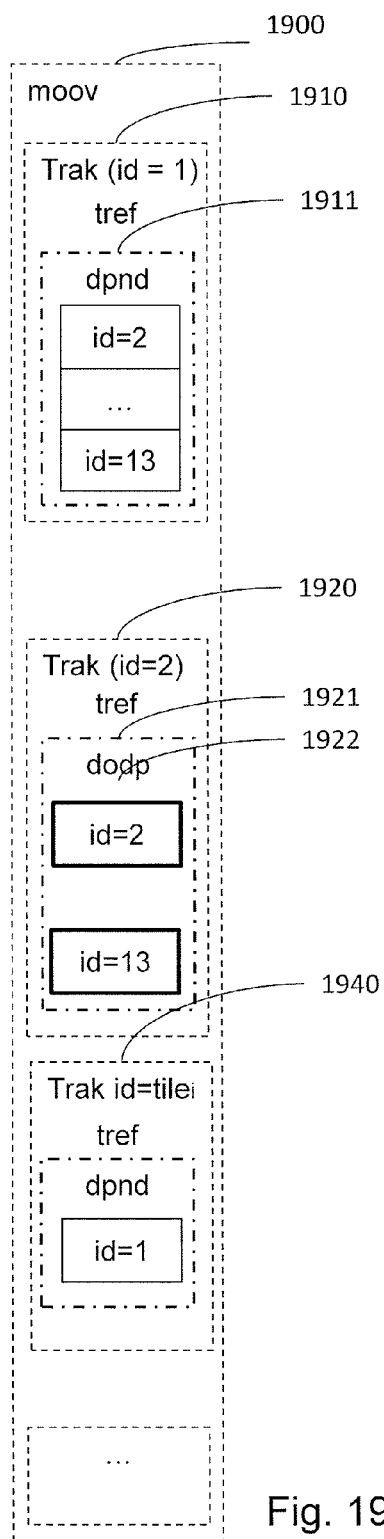 1900
moov
1910
Trak (id = 1)
tref
1911
dpnd
id=2
...
id=13
1920
Trak (id=2)
tref
1921
1922
dodp
id=2
id=13
1940
Trak id=tilei
tref
dpnd
id=1
...
Fig. 19